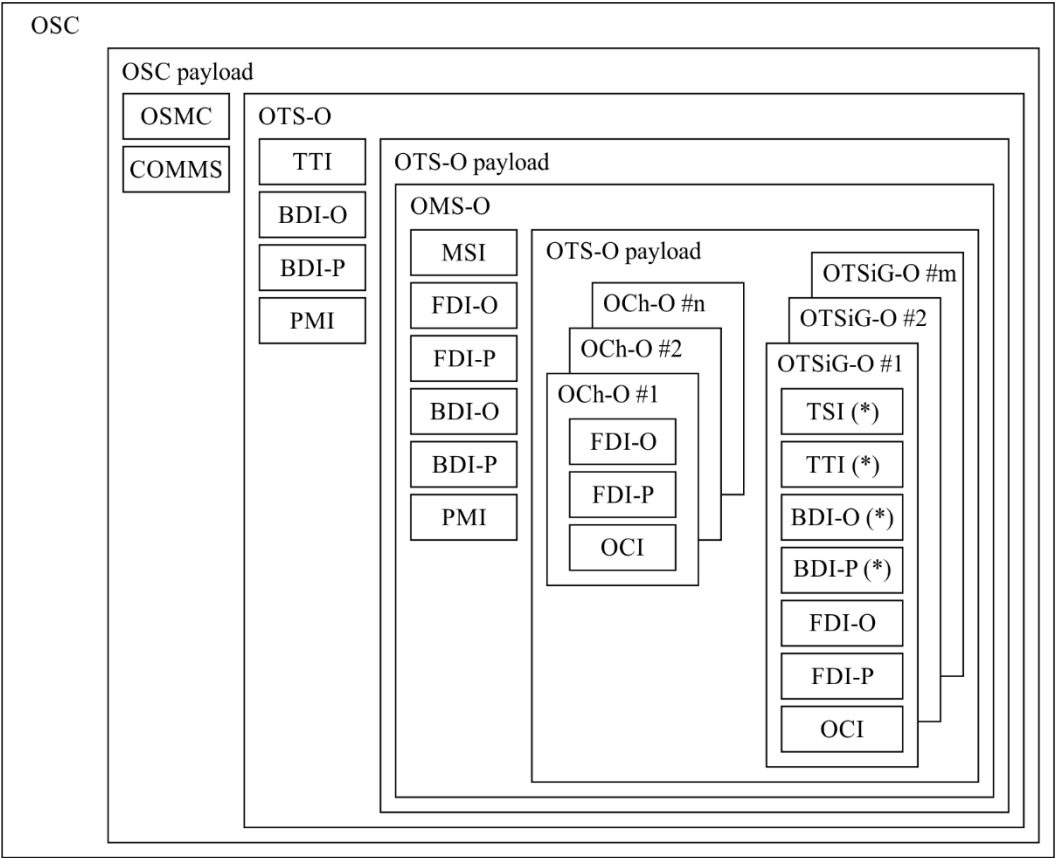 OSC
OSC payload
OSMC
COMMS
OTS-O
TTI
BDI-O
BDI-P
PMI
OTS-O payload
OMS-O
MSI
FDI-O
FDI-P
BDI-O
BDI-P
PMI
OTS-O payload
OCh-O #n
OCh-O #2
OCh-O #1
FDI-O
FDI-P
OCI
OTSiG-O #m
OTSiG-O #2
OTSiG-O #1
TSI (*)
TTI (*)
BDI-O (*)
BDI-P (*)
FDI-O
FDI-P
OCI